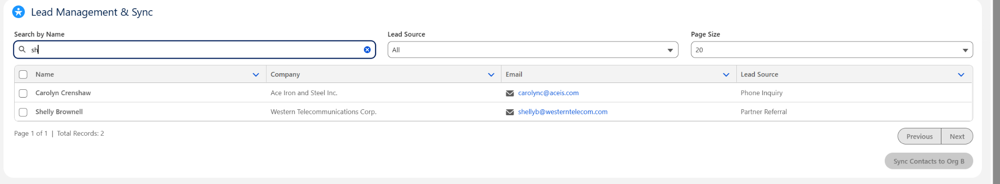 Lead Management & Sync
Search by Name
Lead Source
Page Size
sh
All
20
Name Company Email Lead Source
Carolyn Crenshaw Ace Iron and Steel Inc. carolync@aceis.com Phone Inquiry
Shelly Brownell Western Telecommunications Corp. shellyb@westerntelecom.com Partner Referral
Page 1 of 1 | Total Records: 2
Previous Next
Sync Contacts to Org B